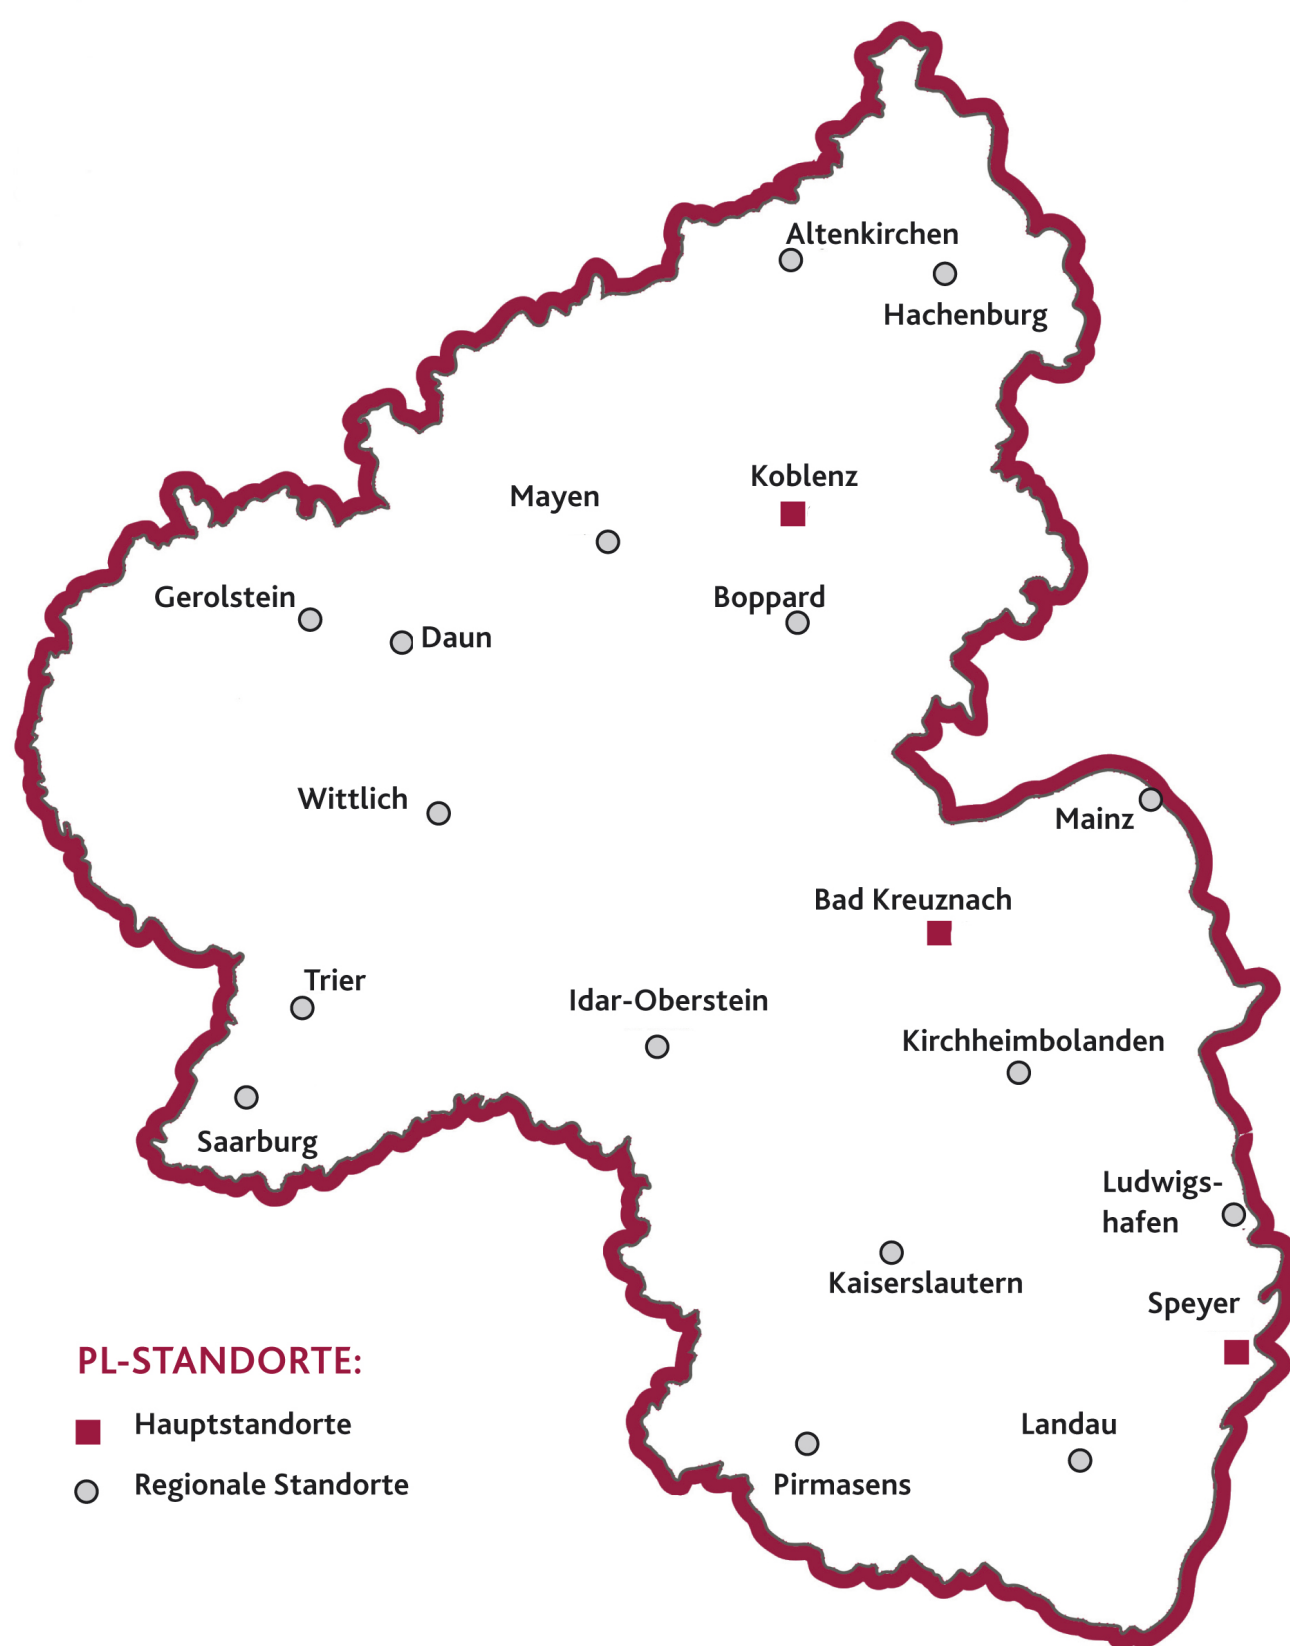 Altenkirchen
Hachenburg
Koblenz
Mayen
Gerolstein
Boppard
Daun
Wittlich
Mainz
Bad Kreuznach
Trier
Idar-Oberstein
Kirchheimbolanden
Saarburg
Ludwigs-
hafen
Kaiserslautern
Speyer
PL-STANDORTE:
Hauptstandorte
Landau
Regionale Standorte
Pirmasens